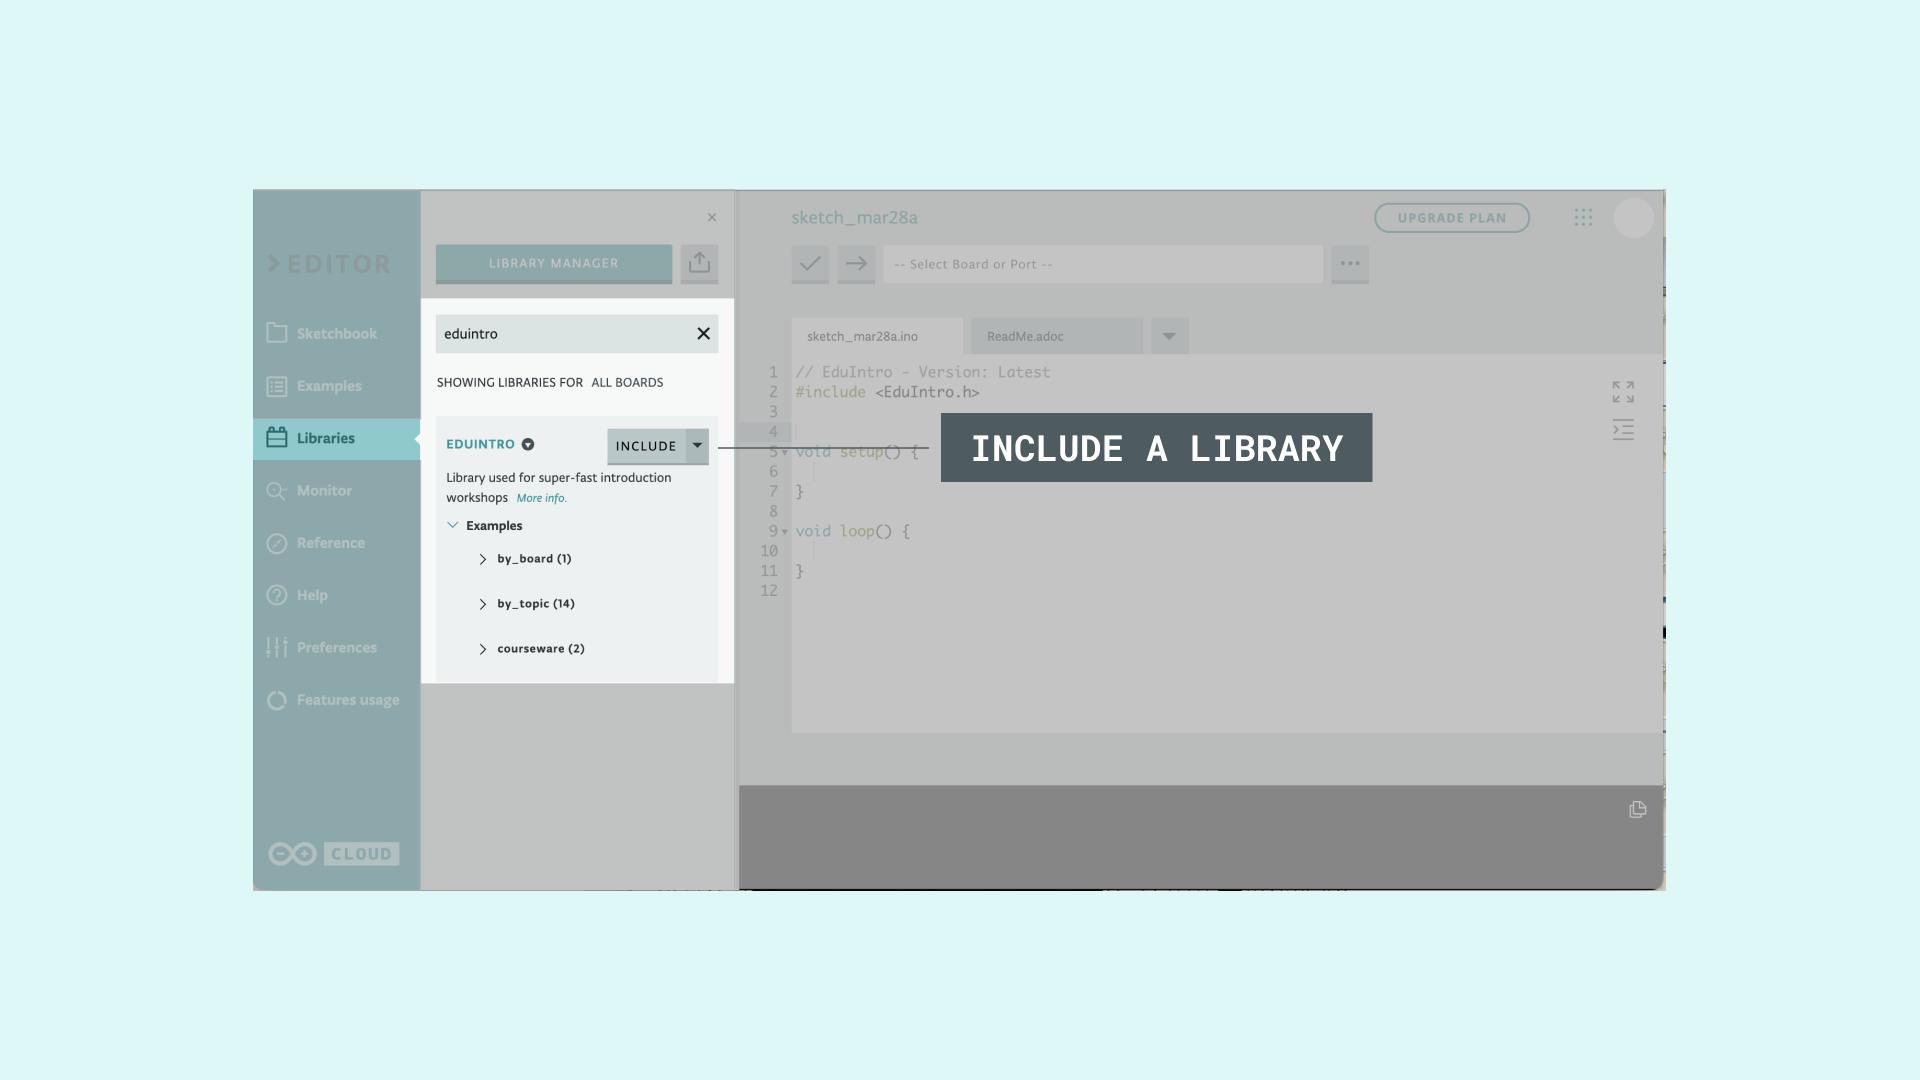 EDITOR
Sketchbook
Examples
Libraries
Monitor
Reference
Help
Preferences
Features usage
CLOUD
LIBRARY MANAGER
eduintro
SHOWING LIBRARIES FOR ALL BOARDS
EDUINTRO
INCLUDE
Library used for super-fast introduction
workshops More info.
Examples
by_board (1)
by_topic (14)
courseware (2)
sketch_mar28a
UPGRADE PLAN
-- Select Board or Port --
sketch_mar28a.ino
ReadMe.adoc
1 // EduIntro - Version: Latest
2 #include <EduIntro.h>
3
4
5 void setup() {
6
7 }
8
9 void loop() {
10
11 }
12
INCLUDE A LIBRARY